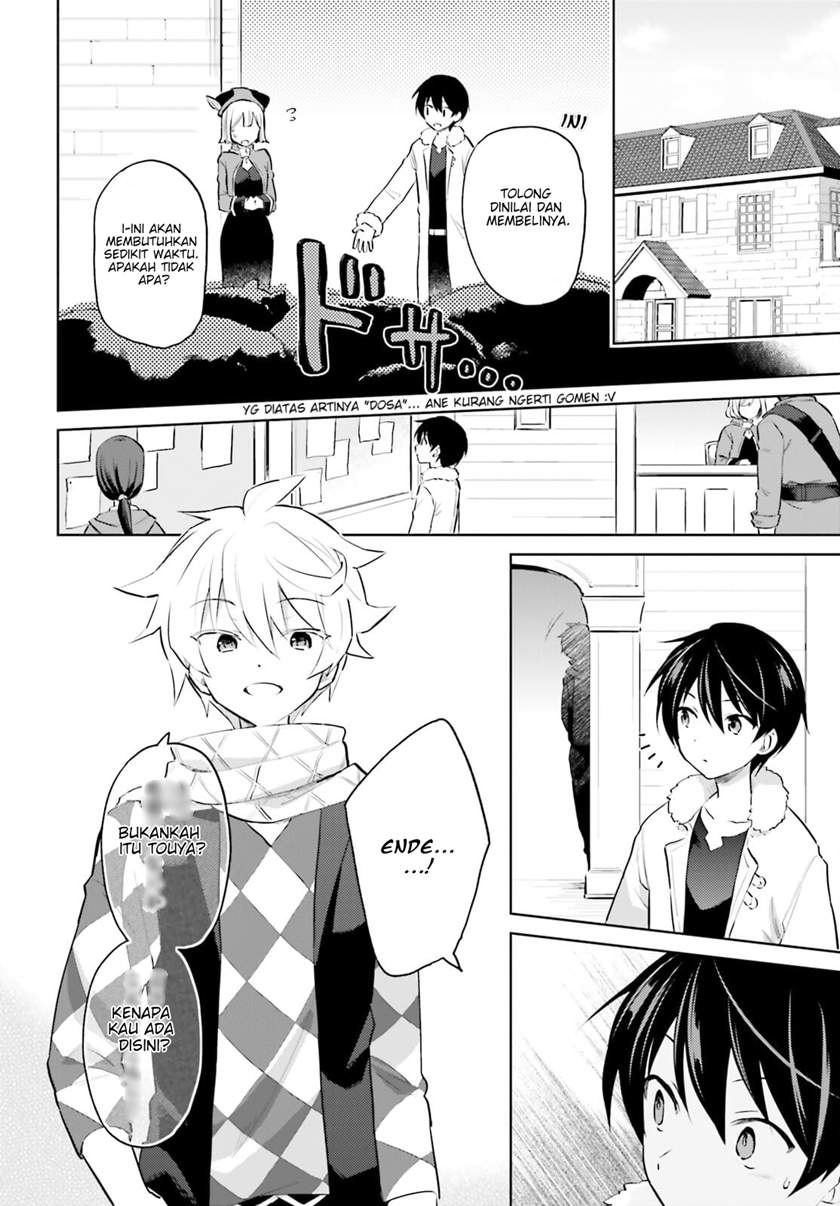 INI
TOLONG
DINILAI DAN
MEMBELINYA.
I-INI AKAN
MEMBUTUHKAN
SEDIKIT WAKTU.
APAKAH TIDAK
APA?
ドサ...
YG DIATAS ARTINYA "DOSA"... ANE KURANG NGERTI GOMEN :V
ENDE...
...!
BUKANKAH
ITU TOUYA?
KENAPA
KAU ADA
DISINI?